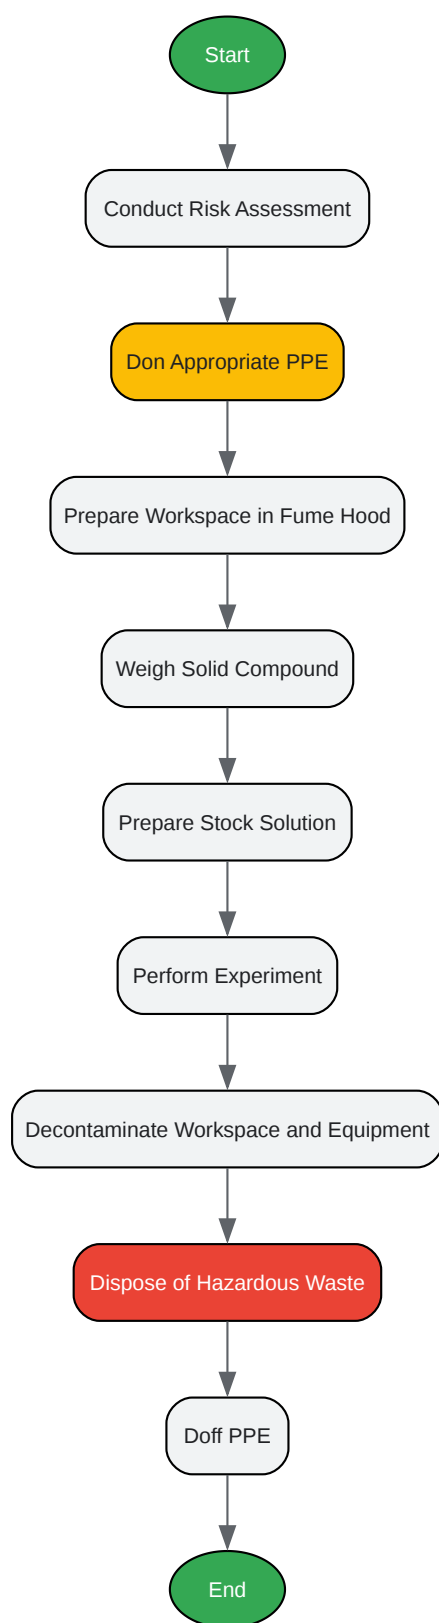 Start
Conduct Risk Assessment
Don Appropriate PPE
Prepare Workspace in Fume Hood
Weigh Solid Compound
Prepare Stock Solution
Perform Experiment
Decontaminate Workspace and Equipment
Dispose of Hazardous Waste
Doff PPE
End